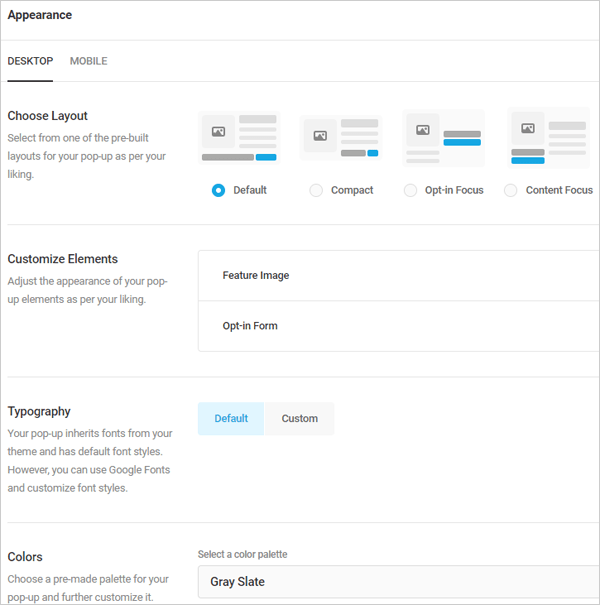 Appearance
DESKTOP MOBILE
Choose Layout
Select from one of the pre-built
layouts for your pop-up as per your
liking.
Default Compact Opt-in Focus Content Focus
Customize Elements
Adjust the appearance of your pop-
up elements as per your liking.
Feature Image
Opt-in Form
Typography
Your pop-up inherits fonts from your
theme and has default font styles.
However, you can use Google Fonts
and customize font styles.
Default Custom
Colors
Choose a pre-made palette for your
pop-up and further customize it.
Select a color palette
Gray Slate